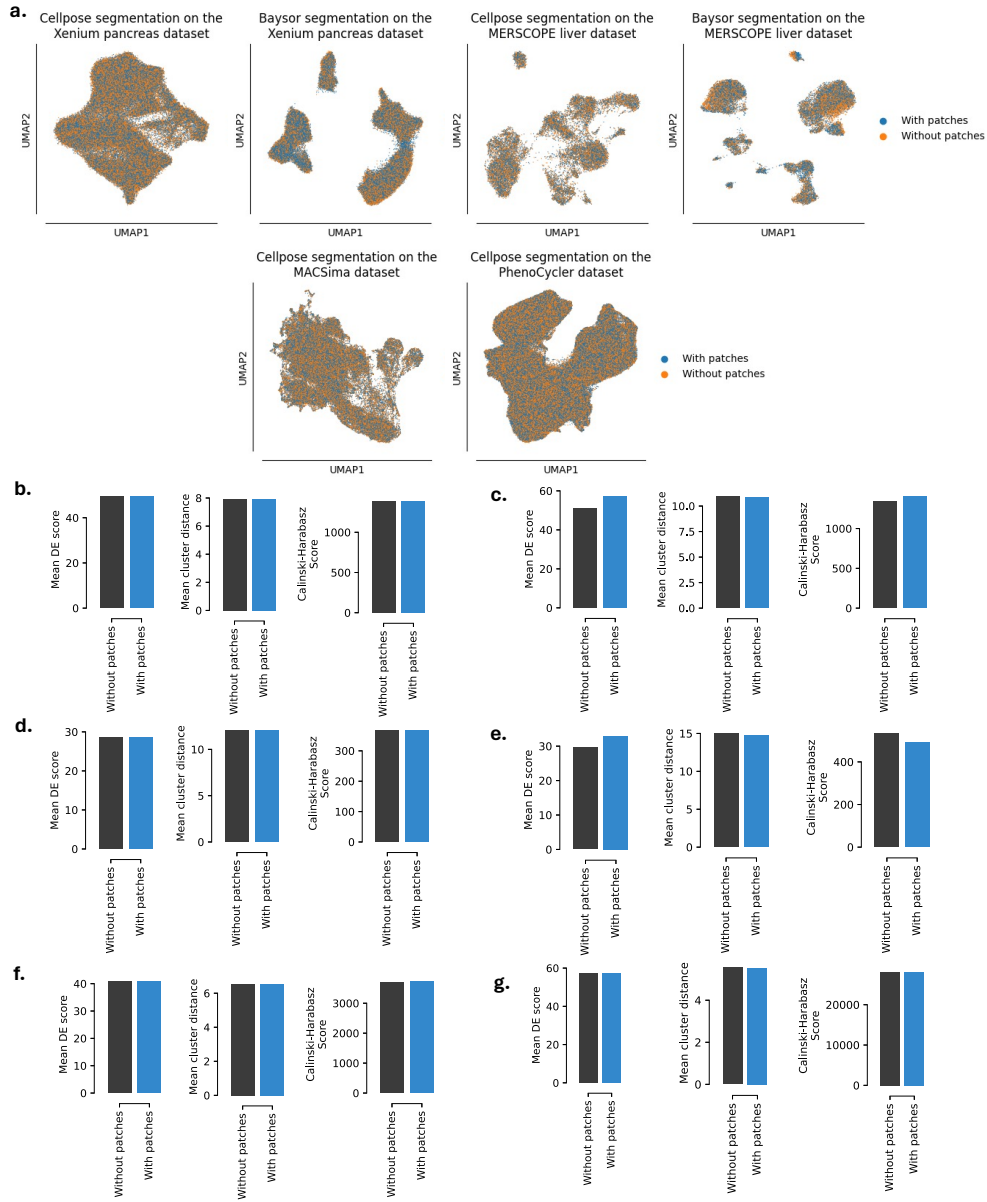 a.
Cellpose segmentation on the
Xenium pancreas dataset
Baysor segmentation on the
Xenium pancreas dataset
Cellpose segmentation on the
MERSCOPE liver dataset
Baysor segmentation on the
MERSCOPE liver dataset
UMAP2
UMAP1
UMAP2
UMAP1
UMAP2
UMAP1
UMAP2
UMAP1
With patches
Without patches
Cellpose segmentation on the
MACSima dataset
Cellpose segmentation on the
PhenoCycler dataset
UMAP2
UMAP1
UMAP2
UMAP1
With patches
Without patches
b.
Mean DE score
40
20
0
Without patches
With patches
Mean cluster distance
8
6
4
2
0
Without patches
With patches
Calinski-Harabasz
Score
1000
500
0
Without patches
With patches
c.
Mean DE score
60
40
20
0
Without patches
With patches
Mean cluster distance
10.0
7.5
5.0
2.5
0.0
Without patches
With patches
Calinski-Harabasz
Score
1000
500
0
Without patches
With patches
d.
Mean DE score
30
20
10
0
Without patches
With patches
Mean cluster distance
10
5
0
Without patches
With patches
Calinski-Harabasz
Score
300
200
100
0
Without patches
With patches
e.
Mean DE score
30
20
10
0
Without patches
With patches
Mean cluster distance
15
10
5
0
Without patches
With patches
Calinski-Harabasz
Score
400
200
0
Without patches
With patches
f.
Mean DE score
40
30
20
10
0
Without patches
With patches
Mean cluster distance
6
4
2
0
Without patches
With patches
Calinski-Harabasz
Score
3000
2000
1000
0
Without patches
With patches
g.
Mean DE score
60
40
20
0
Without patches
With patches
Mean cluster distance
4
2
0
Without patches
With patches
Calinski-Harabasz
Score
20000
10000
0
Without patches
With patches